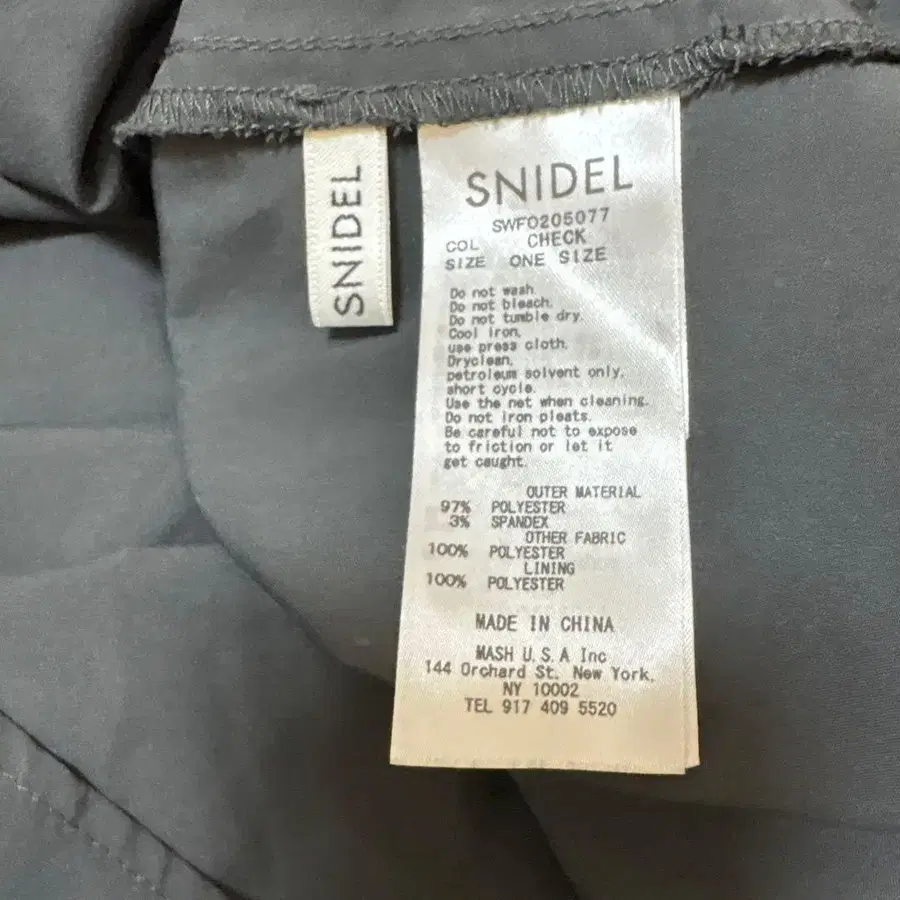 SNIDEL
SNIDEL
SWFO205077
COL CHECK
SIZE ONE SIZE
Do not wash.
Do not bleach.
Do not tumble dry.
Cool iron.
use press cloth.
Dryclean.
petroleum solvent only.
short cycle.
Use the net when cleaning.
Do not iron pleats.
Be careful not to expose
to friction or let it
get caught.
OUTER MATERIAL
97% POLYESTER
3% SPANDEX
OTHER FABRIC
100% POLYESTER
LINING
100% POLYESTER
MADE IN CHINA
MASH U.S.A Inc
144 Orchard St. New York.
NY 10002
TEL 917 409 5520